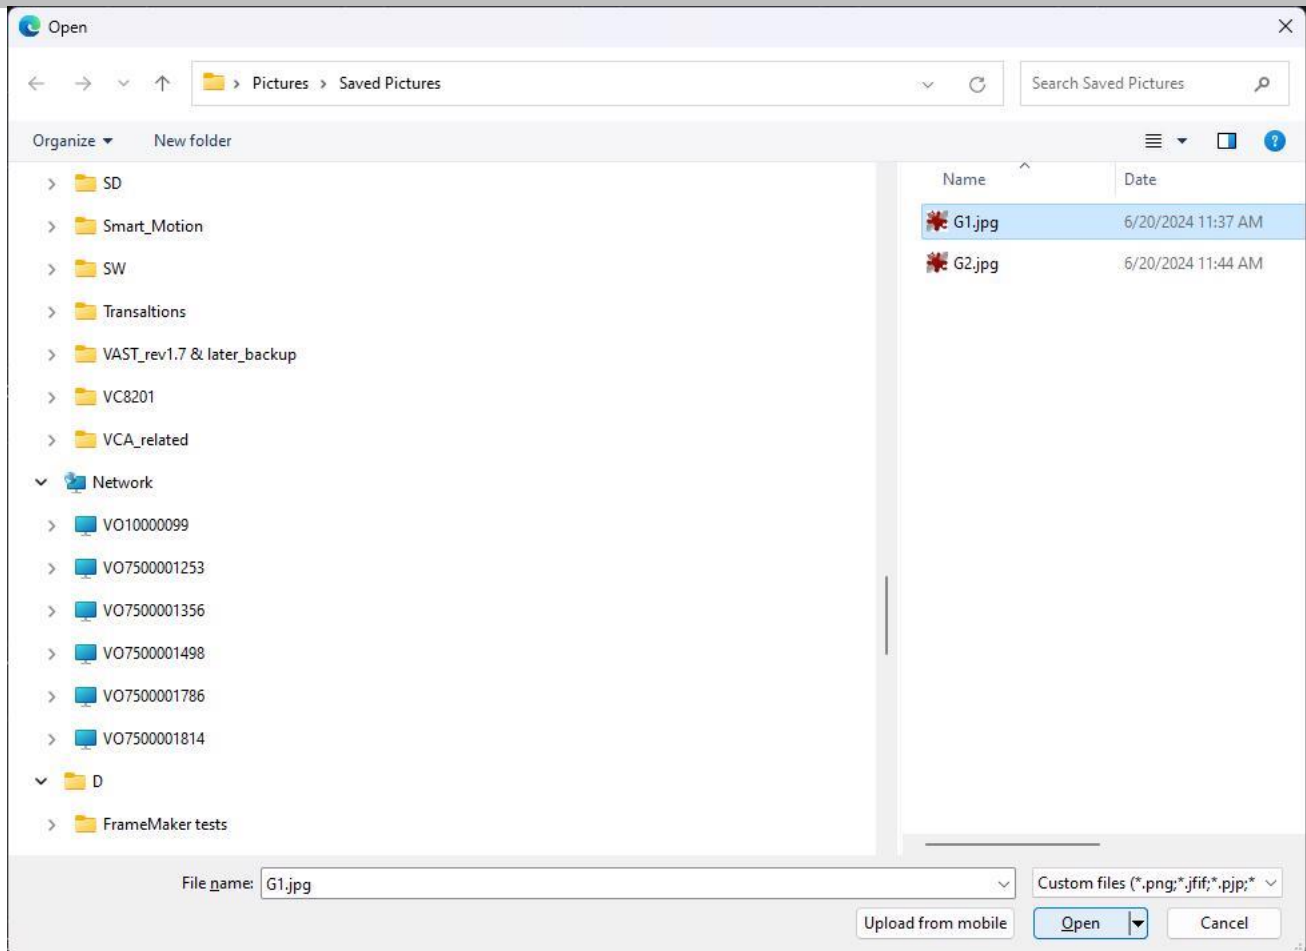 Open
Pictures > Saved Pictures
Search Saved Pictures
Organize
New folder
Name
Date
SD
Smart_Motion
SW
Transaltions
VAST_rev1.7 & later_backup
VC8201
VCA_related
Network
VO10000099
VO7500001253
VO7500001356
VO7500001498
VO7500001786
VO7500001814
D
FrameMaker tests
G1.jpg 6/20/2024 11:37 AM
G2.jpg 6/20/2024 11:44 AM
File name: G1.jpg
Custom files (*.png;*.jfif;*.pjp;*
Upload from mobile
Open
Cancel